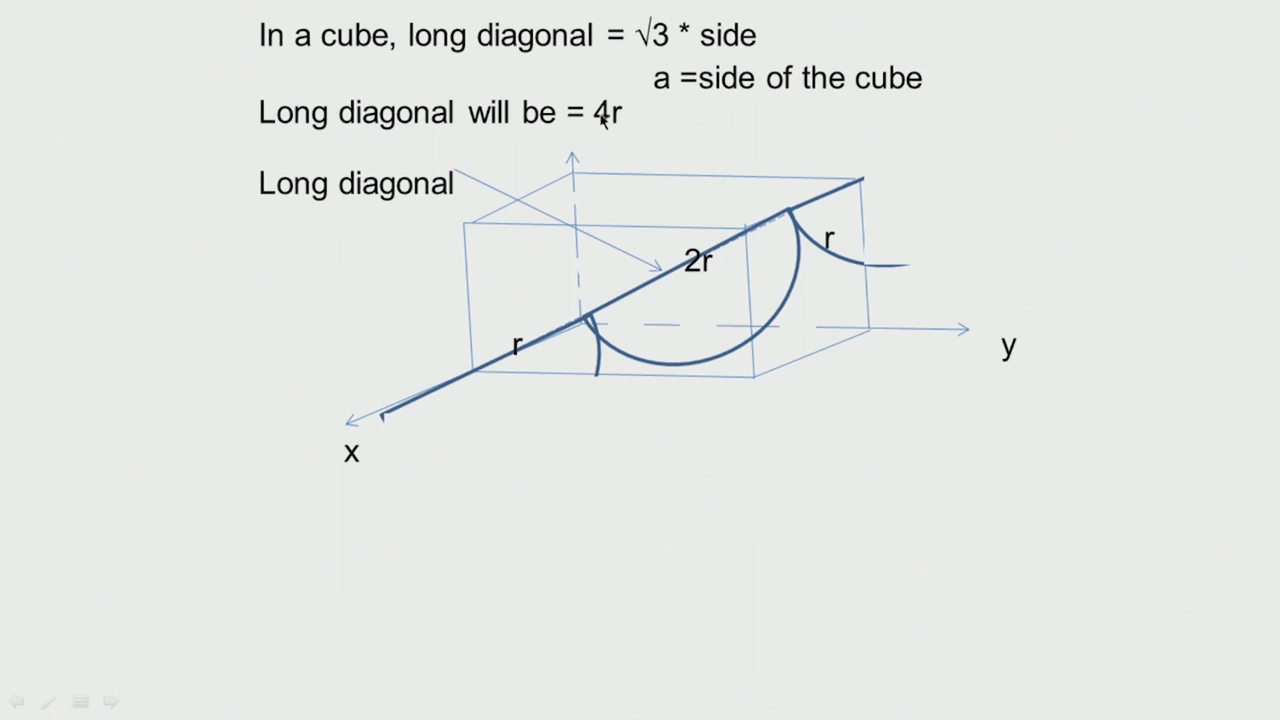 In a cube, long diagonal = √3 * side
a =side of the cube
Long diagonal will be = 4r
Long diagonal
r
2r
r
y
x